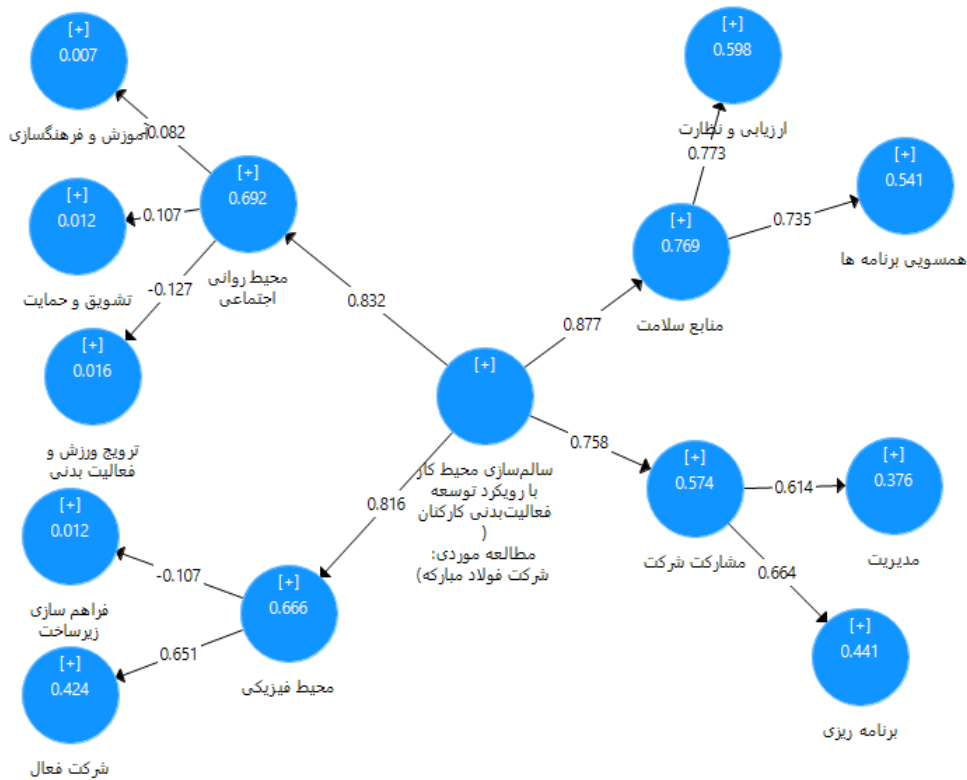 [+]
0.007
آموزش و فرهنگسازی
-0.082
[+]
0.598
ارزیابی و نظارت
0.773
[+]
0.541
همسویی برنامه ها
0.735
[+]
0.692
محیط روانی
اجتماعی
[+]
0.012
تشویق و حمایت
0.107
-0.127
[+]
0.769
منابع سلامت
0.832
0.877
[+]
0.016
ترویج ورزش و
فعالیت بدنی
[+]
سالم‌سازی محیط کار
با رویکرد توسعه
فعالیت‌بدنی کارکنان
(
مطالعه موردی:
شرکت فولاد مبارکه)
0.758
0.816
[+]
0.574
مشارکت شرکت
0.614
[+]
0.376
مدیریت
0.664
[+]
0.441
برنامه ریزی
[+]
0.012
فراهم سازی
زیرساخت
-0.107
[+]
0.666
محیط فیزیکی
0.651
[+]
0.424
شرکت فعال